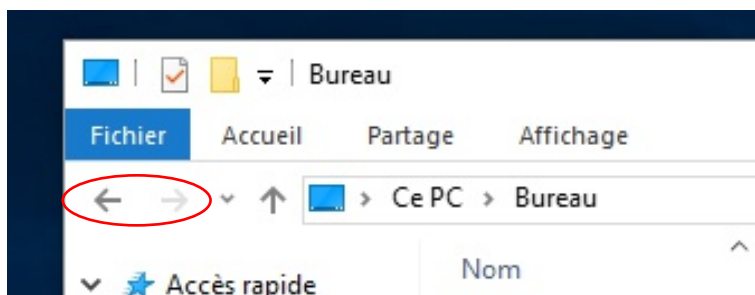 Bureau
Fichier Accueil Partage Affichage
Ce PC > Bureau
Accès rapide
Nom